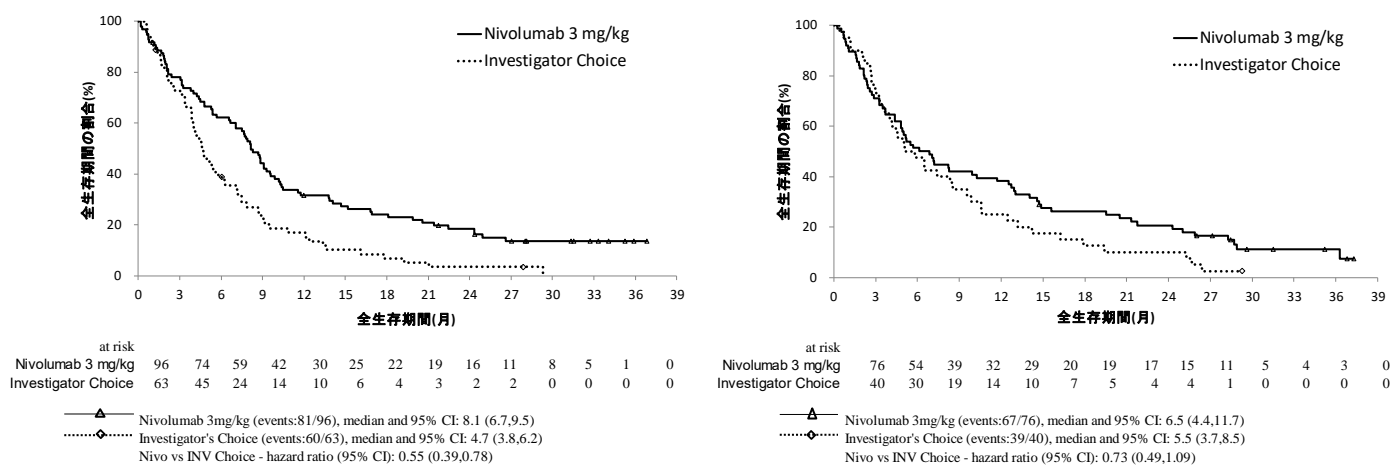 100
80
60
40
20
0
全生存期間の割合(%)
Nivolumab 3 mg/kg
Investigator Choice
0 3 6 9 12 15 18 21 24 27 30 33 36 39
全生存期間(月)
at risk
Nivolumab 3 mg/kg 96 74 59 42 30 25 22 19 16 11 8 5 1 0
Investigator Choice 63 45 24 14 10 6 4 3 2 2 0 0 0 0
Nivolumab 3mg/kg (events:81/96), median and 95% CI: 8.1 (6.7,9.5)
Investigator's Choice (events:60/63), median and 95% CI: 4.7 (3.8,6.2)
Nivo vs INV Choice - hazard ratio (95% CI): 0.55 (0.39,0.78)
100
80
60
40
20
0
全生存期間の割合(%)
Nivolumab 3 mg/kg
Investigator Choice
0 3 6 9 12 15 18 21 24 27 30 33 36 39
全生存期間(月)
at risk
Nivolumab 3 mg/kg 76 54 39 32 29 20 19 17 15 11 5 4 3 0
Investigator Choice 40 30 19 14 10 7 5 4 4 1 0 0 0 0
Nivolumab 3mg/kg (events:67/76), median and 95% CI: 6.5 (4.4,11.7)
Investigator's Choice (events:39/40), median and 95% CI: 5.5 (3.7,8.5)
Nivo vs INV Choice - hazard ratio (95% CI): 0.73 (0.49,1.09)